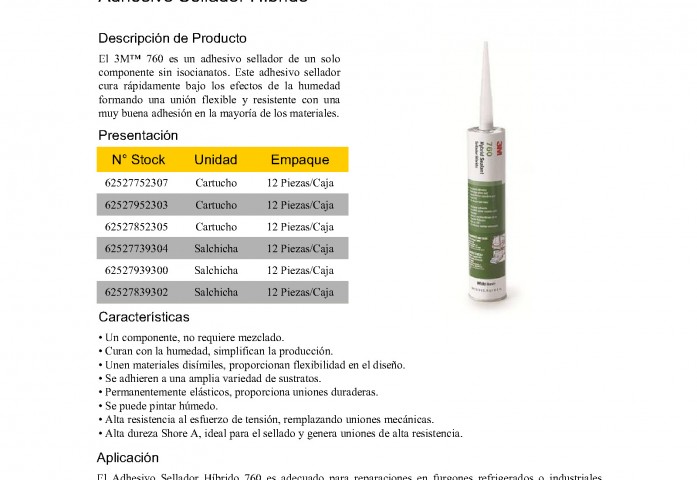 Adhesivo Sellador Híbrido
Descripción de Producto
El 3M™ 760 es un adhesivo sellador de un solo
componente sin isocianatos. Este adhesivo sellador
cura rápidamente bajo los efectos de la humedad
formando una unión flexible y resistente con una
muy buena adhesión en la mayoría de los materiales.
Presentación
N° Stock Unidad Empaque
62527752307 Cartucho 12 Piezas/Caja
62527952303 Cartucho 12 Piezas/Caja
62527852305 Cartucho 12 Piezas/Caja
62527739304 Salchicha 12 Piezas/Caja
62527939300 Salchicha 12 Piezas/Caja
62527839302 Salchicha 12 Piezas/Caja
Características
• Un componente, no requiere mezclado.
• Curan con la humedad, simplifican la producción.
• Unen materiales disímiles, proporcionan flexibilidad en el diseño.
• Se adhieren a una amplia variedad de sustratos.
• Permanentemente elásticos, proporciona uniones duraderas.
• Se puede pintar húmedo.
• Alta resistencia al esfuerzo de tensión, remplazando uniones mecánicas.
• Alta dureza Shore A, ideal para el sellado y genera uniones de alta resistencia.
Aplicación
El Adhesivo Sellador Híbrido 760 es adecuado para reparaciones en furgones refrigerados o industriales
3M
760
Hybrid Sealant